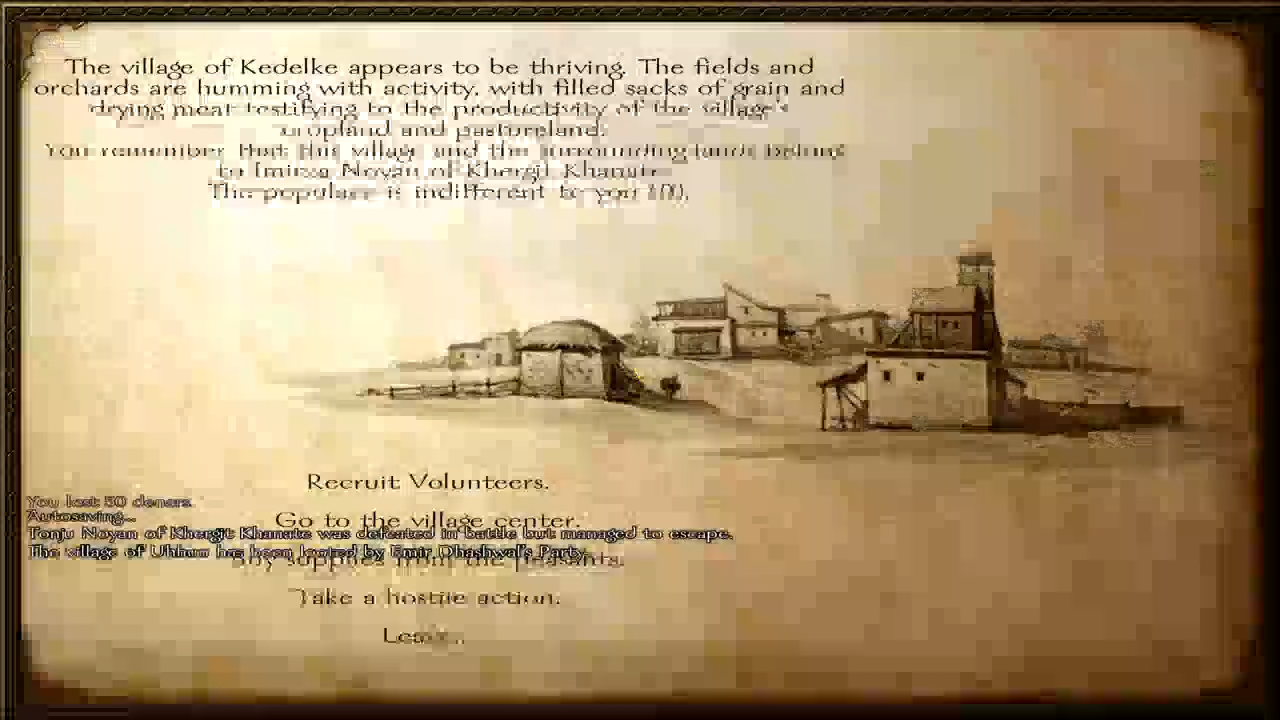 The village of Kedelke appears to be thriving. The fields and
orchards are humming with activity, with filled sacks of grain and
drying meat testifying to the productivity of the village's
cropland and pastureland.
You remember that this village and the surrounding lands belong
to Imirza Noyan of Khergit Khanate.
The populace is indifferent to you
Recruit Volunteers.
You lost 50 denars.
Autosaving...
Go to the village center.
Tonju Noyan of Khergit Khanate was defeated in battle but managed to escape.
The village of Uhhun has been looted by Emir Dhashwal's Party.
Buy supplies from the peasants.
Take a hostile action.
Leave...